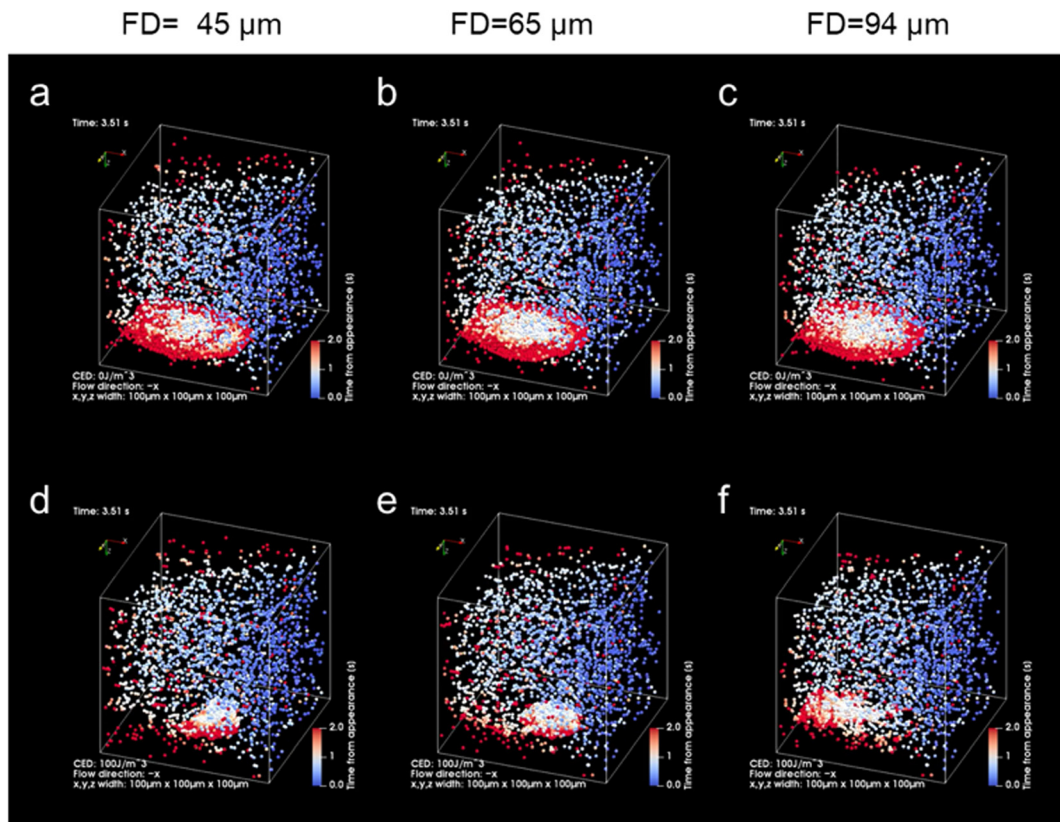 FD= 45 µm
FD=65 µm
FD=94 µm
a
Time: 3.51 s
X
Time from appearance (s)
2.0
1
0.0
CED: 0J/m^3
Flow direction: -x
x,y,z width: 100µm x 100µm x 100µm
b
Time: 3.51 s
X
Time from appearance (s)
2.0
1
0.0
CED: 0J/m^3
Flow direction: -x
x,y,z width: 100µm x 100µm x 100µm
c
Time: 3.51 s
X
Time from appearance (s)
2.0
1
0.0
CED: 0J/m^3
Flow direction: -x
x,y,z width: 100µm x 100µm x 100µm
d
Time: 3.51 s
X
Time from appearance (s)
2.0
1
0.0
CED: 100J/m^3
Flow direction: -x
x,y,z width: 100µm x 100µm x 100µm
e
Time: 3.51 s
X
Time from appearance (s)
2.0
1
0.0
CED: 100J/m^3
Flow direction: -x
x,y,z width: 100µm x 100µm x 100µm
f
Time: 3.51 s
X
Time from appearance (s)
2.0
1
0.0
CED: 100J/m^3
Flow direction: -x
x,y,z width: 100µm x 100µm x 100µm